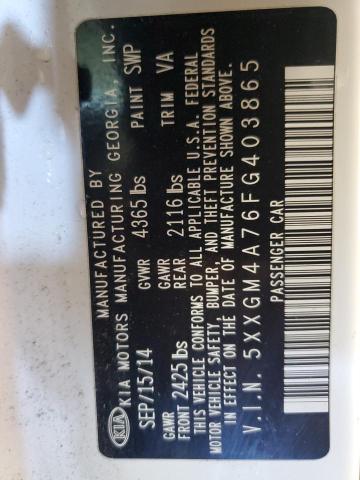 MANUFACTURED BY
KIA KIA MOTORS MANUFACTURING GEORGIA, INC.
SEP/15/14 GVWR 4365 lbs PAINT SWP
GAWR FRONT 2425 lbs GAWR REAR 2116 lbs TRIM VA
THIS VEHICLE CONFORMS TO ALL APPLICABLE U.S.A. FEDERAL
MOTOR VEHICLE SAFETY, BUMPER, AND THEFT PREVENTION STANDARDS
IN EFFECT ON THE DATE OF MANUFACTURE SHOWN ABOVE.
V.I.N. 5XXGM4A76FG403865
PASSENGER CAR